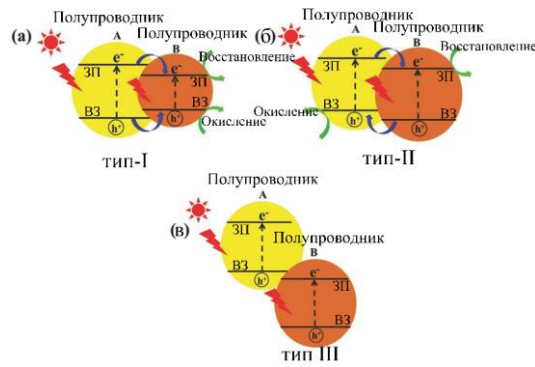 (а)
Полупроводник
A
Полупроводник
B
Восстановление
e⁻
ЗП
e⁻
ЗП
ВЗ
ВЗ
h⁺
h⁺
Окисление
тип-I
(б)
Полупроводник
A
Полупроводник
B
Восстановление
e⁻
ЗП
e⁻
ЗП
Окисление
ВЗ
ВЗ
h⁺
h⁺
тип-II
Полупроводник
A
(в)
e⁻
ЗП
Полупроводник
B
ВЗ
h⁺
e⁻
ЗП
ВЗ
h⁺
тип III